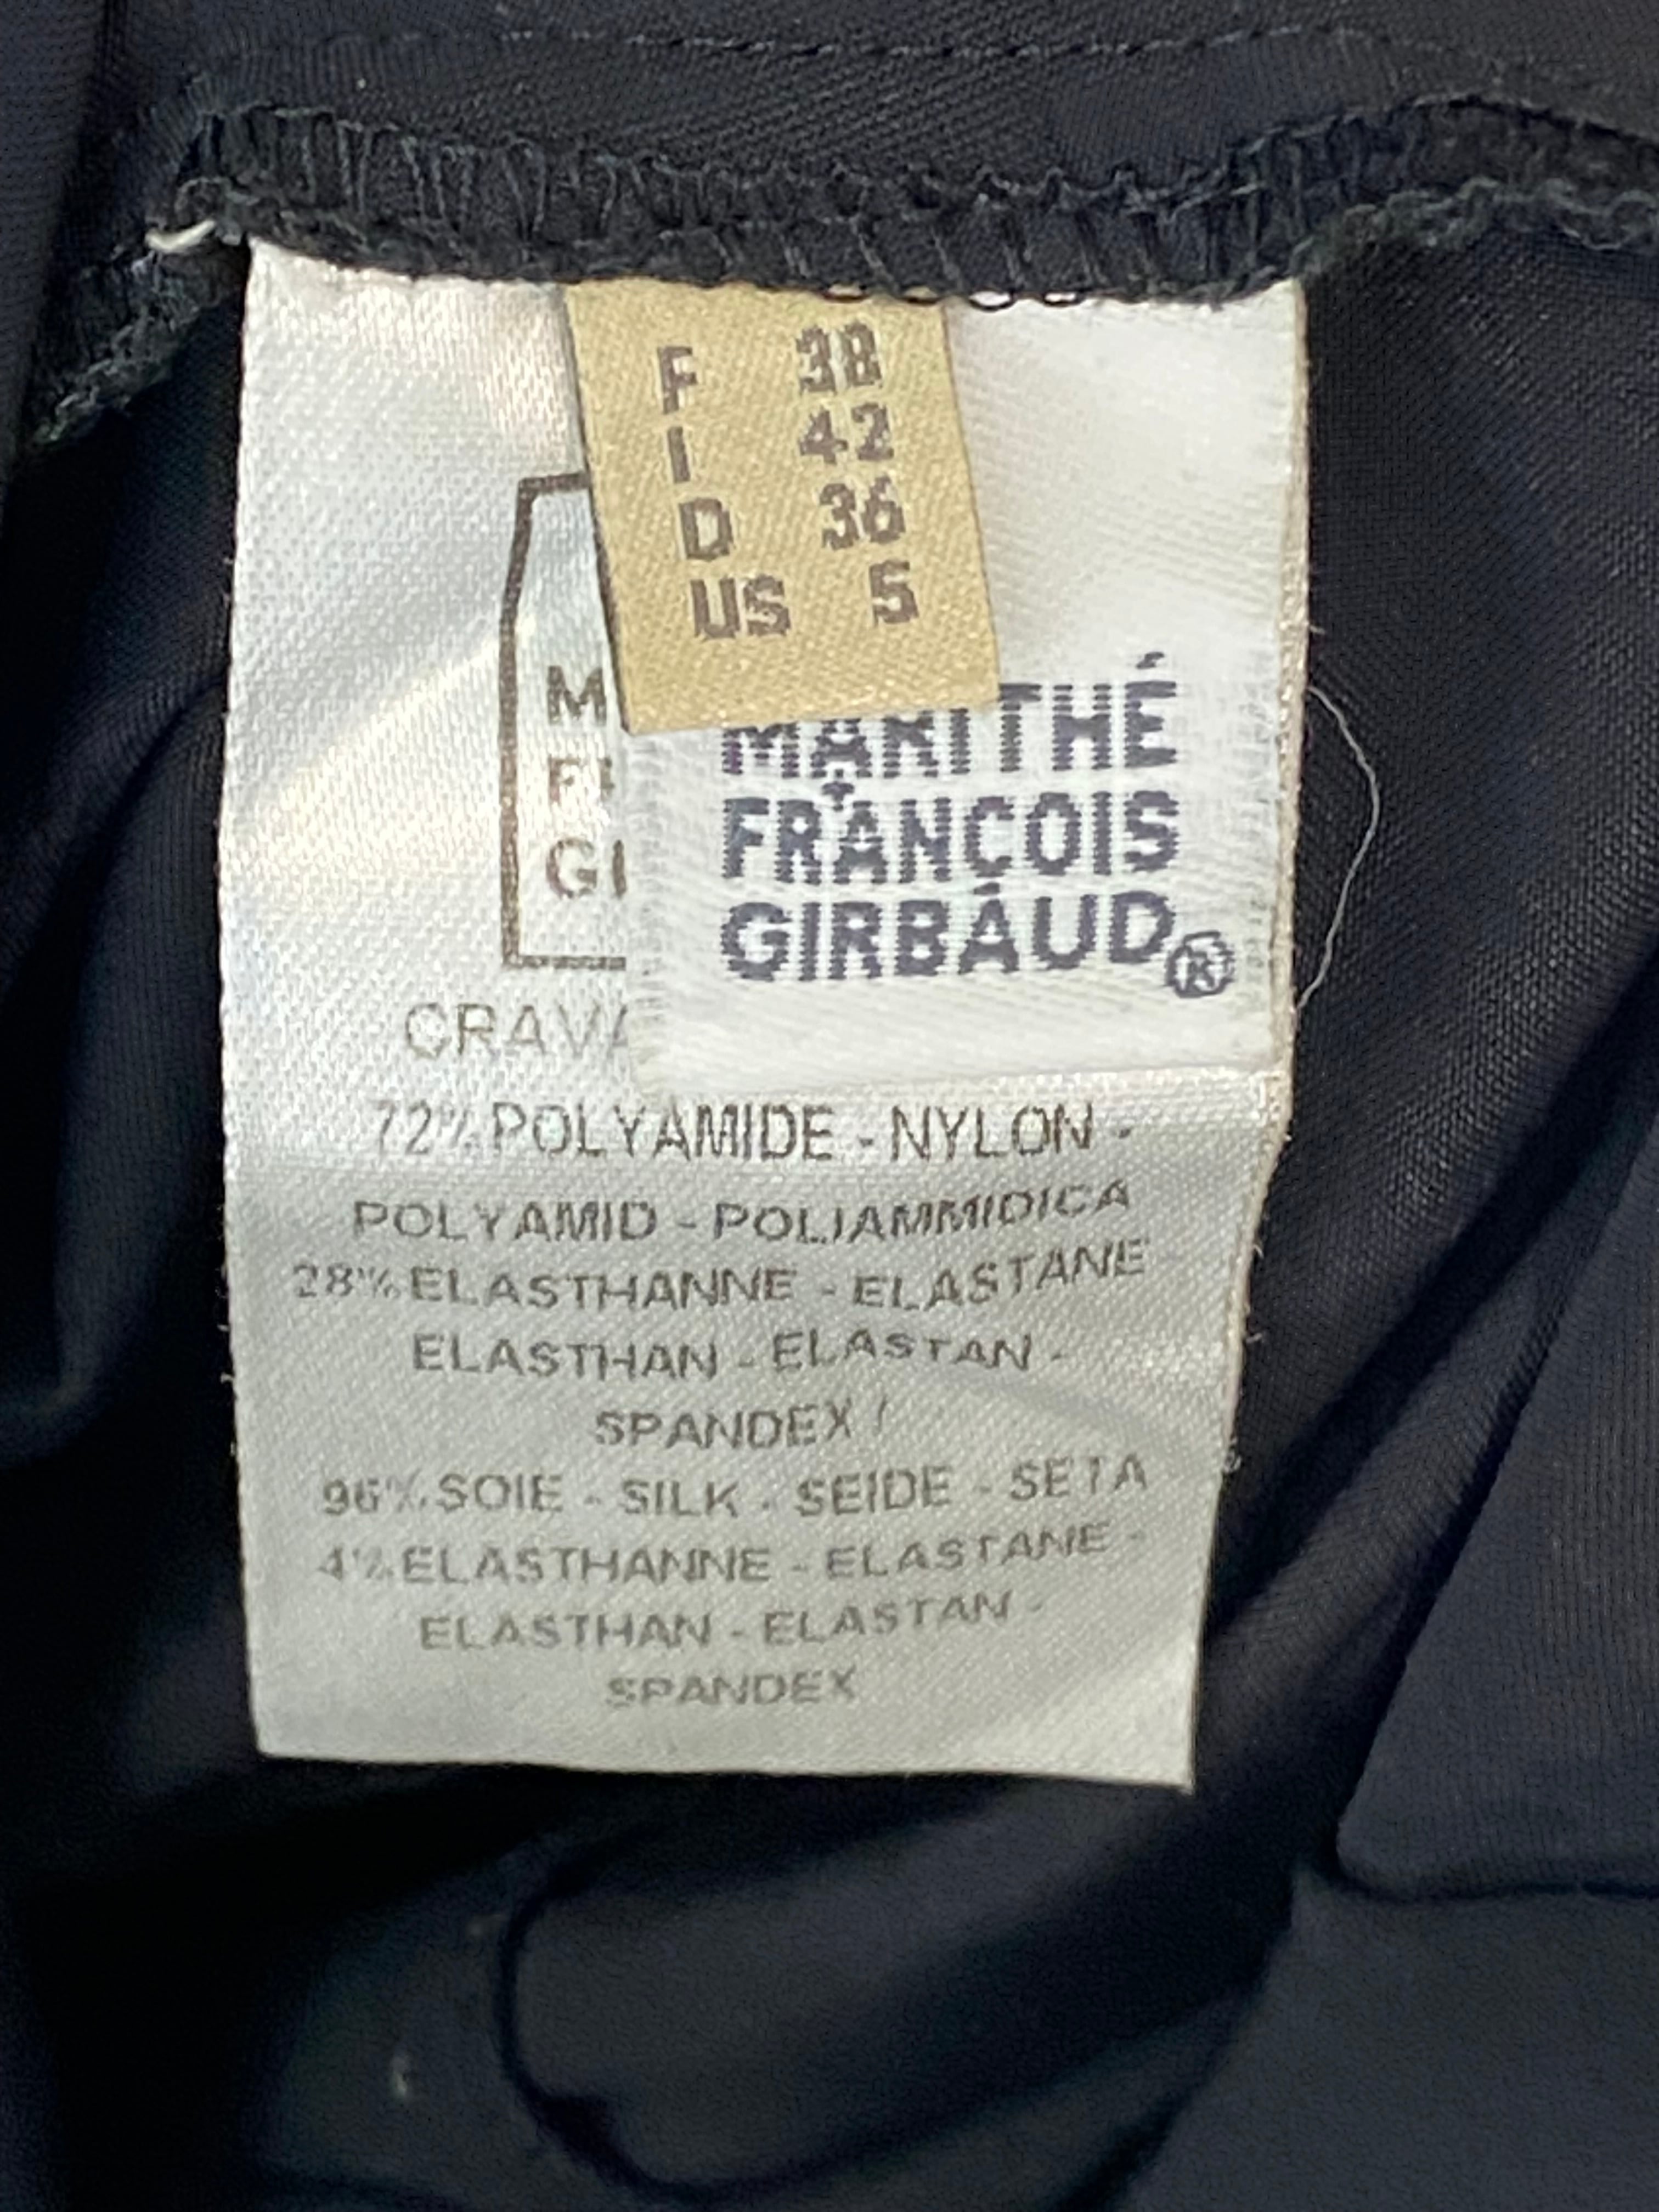 F 38
I 42
D 36
US 5
MARITHÉ
+
FRANÇOIS
GIRBAUD®
72% POLYAMIDE - NYLON -
POLYAMID - POLIAMMIDICA
28% ELASTHANNE - ELASTANE
ELASTHAN - ELASTAN -
SPANDEX /
96% SOIE - SILK - SEIDE - SETA
4% ELASTHANNE - ELASTANE -
ELASTHAN - ELASTAN -
SPANDEX